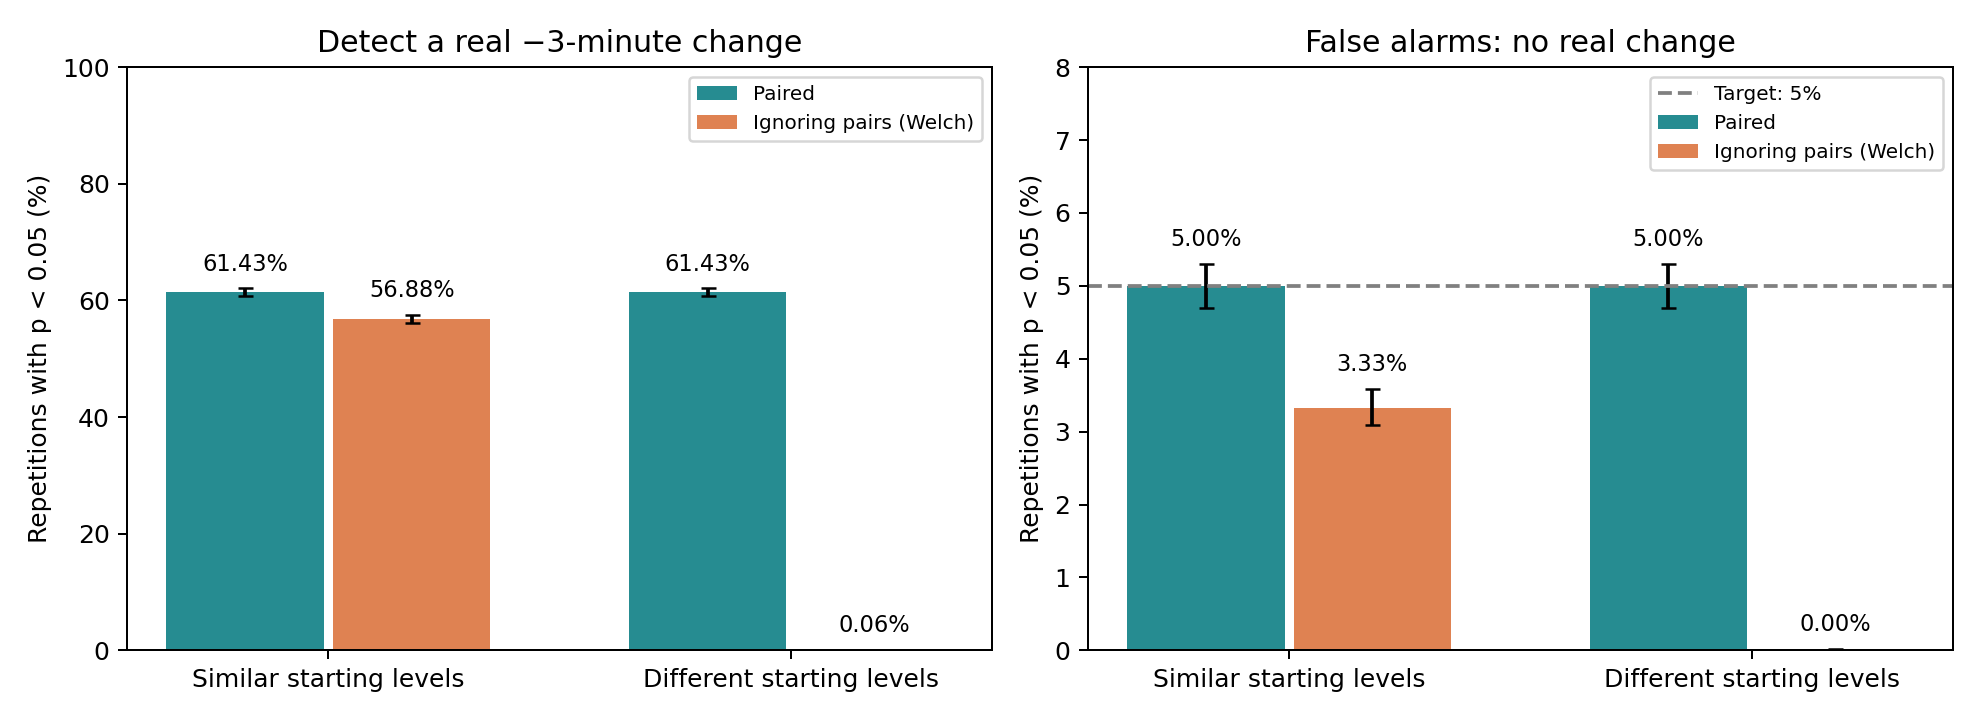 Detect a real −3-minute change
Repetitions with p < 0.05 (%)
100
80
60
40
20
0
Paired
Ignoring pairs (Welch)
61.43%
56.88%
61.43%
0.06%
Similar starting levels
Different starting levels
False alarms: no real change
Repetitions with p < 0.05 (%)
8
7
6
5
4
3
2
1
0
Target: 5%
Paired
Ignoring pairs (Welch)
5.00%
3.33%
5.00%
0.00%
Similar starting levels
Different starting levels